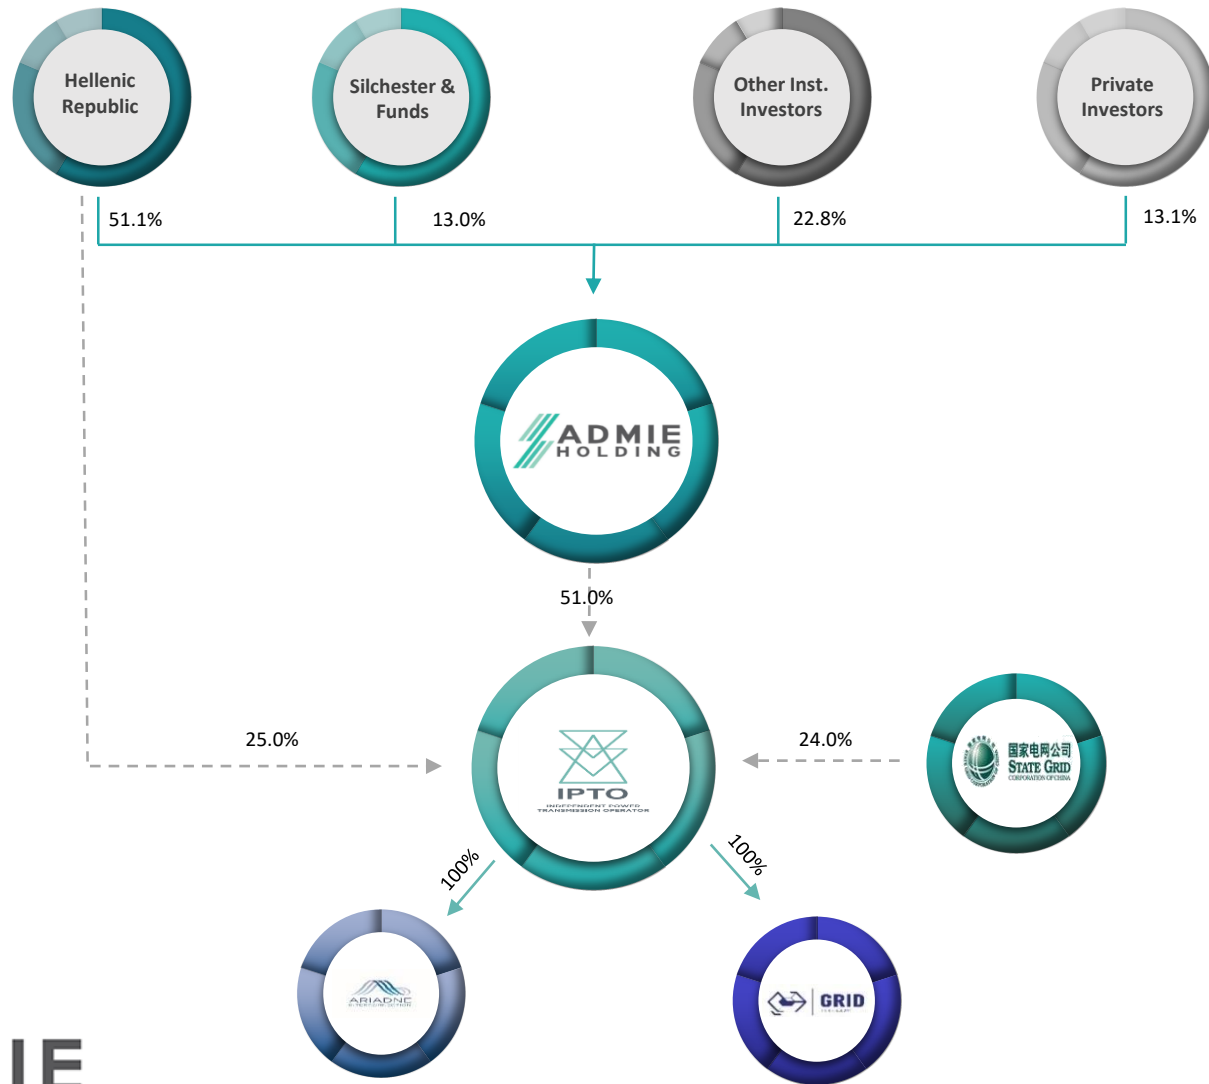 Hellenic
Republic
Silchester &
Funds
Other Inst.
Investors
Private
Investors
51.1%
13.0%
22.8%
13.1%
ADMIE
HOLDING
51.0%
25.0%
24.0%
国家电网公司
STATE GRID
CORPORATION OF CHINA
IPTO
INDEPENDENT POWER
TRANSMISSION OPERATOR
100%
100%
ARIADNE
GRID
IE